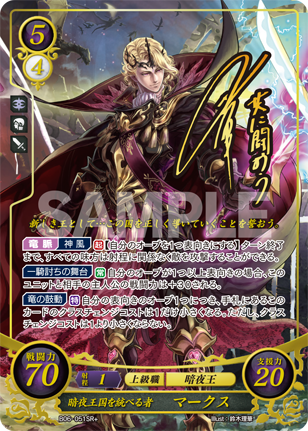 5
4
共に闘おう
SAMPLE
新しき王としてこの国を正しく導いていくことを誓おう。
竜脈 神風 起【自分のオーブを1つ表向きにする】ターン終了
まで、すべての味方は射程に関係なく敵を攻撃することができる。
一騎討ちの舞台 常 自分のオーブが1つ以上表向きの場合、この
ユニットと相手の主人公の戦闘力は+30される。
竜の鼓動 特 自分の表向きのオーブ1つにつき、手札にあるこの
カードのクラスチェンジコストは1だけ小さくなる。ただし、クラス
チェンジコストは1より小さくならない。
戦闘力
70
射程 1 上級職 暗夜王
支援力
20
暗夜王国を統べる者 マークス
B06-051SR+
Illust:鈴木理華